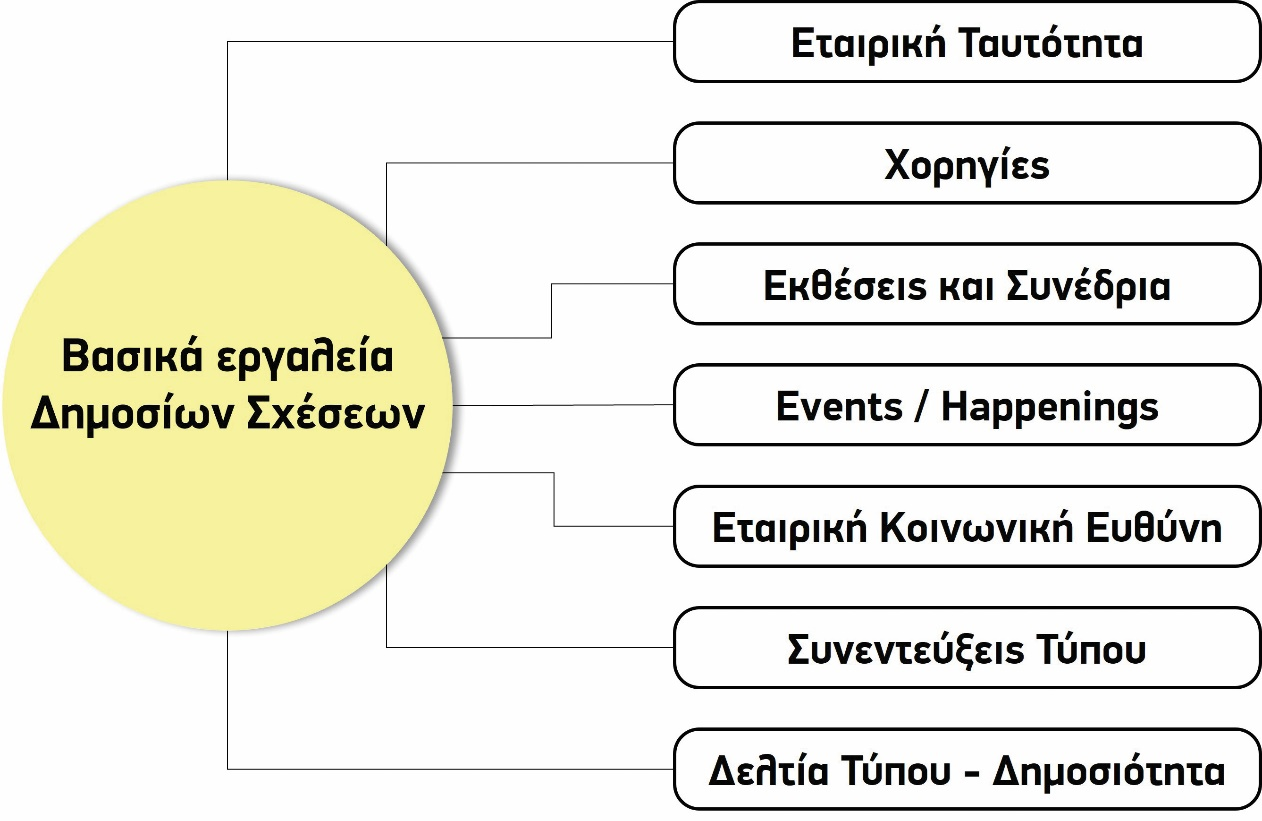 Βασικά εργαλεία
Δημοσίων Σχέσεων
Εταιρική Ταυτότητα
Χορηγίες
Εκθέσεις και Συνέδρια
Events / Happenings
Εταιρική Κοινωνική Ευθύνη
Συνεντεύξεις Τύπου
Δελτία Τύπου - Δημοσιότητα